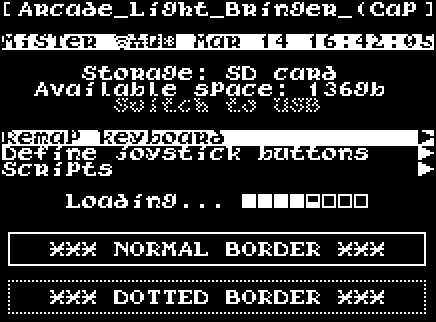 [ Arcade_Light_Bringer_(Cap ]
MiSTer Mar 14 16:42:05
Storage: SD card
Available space: 136gb
Switch to USB
Remap keyboard
Define joystick buttons
Scripts
Loading...
*** NORMAL BORDER ***
*** DOTTED BORDER ***